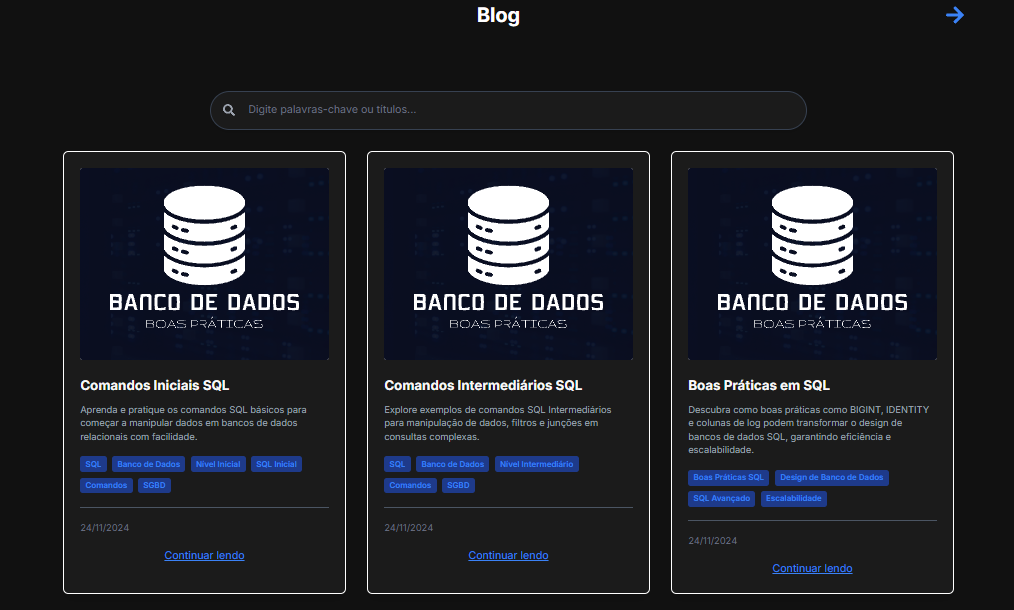 Blog
Digite palavras-chave ou títulos...
BANCO DE DADOS
BOAS PRÁTICAS
Comandos Iniciais SQL
Aprenda e pratique os comandos SQL básicos para
começar a manipular dados em bancos de dados
relacionais com facilidade.
SQL Banco de Dados Nível Inicial SQL Inicial
Comandos SGBD
24/11/2024
Continuar lendo
BANCO DE DADOS
BOAS PRÁTICAS
Comandos Intermediários SQL
Explore exemplos de comandos SQL Intermediários
para manipulação de dados, filtros e junções em
consultas complexas.
SQL Banco de Dados Nível Intermediário
Comandos SGBD
24/11/2024
Continuar lendo
BANCO DE DADOS
BOAS PRÁTICAS
Boas Práticas em SQL
Descubra como boas práticas como BIGINT, IDENTITY
e colunas de log podem transformar o design de
bancos de dados SQL, garantindo eficiência e
escalabilidade.
Boas Práticas SQL Design de Banco de Dados
SQL Avançado Escalabilidade
24/11/2024
Continuar lendo